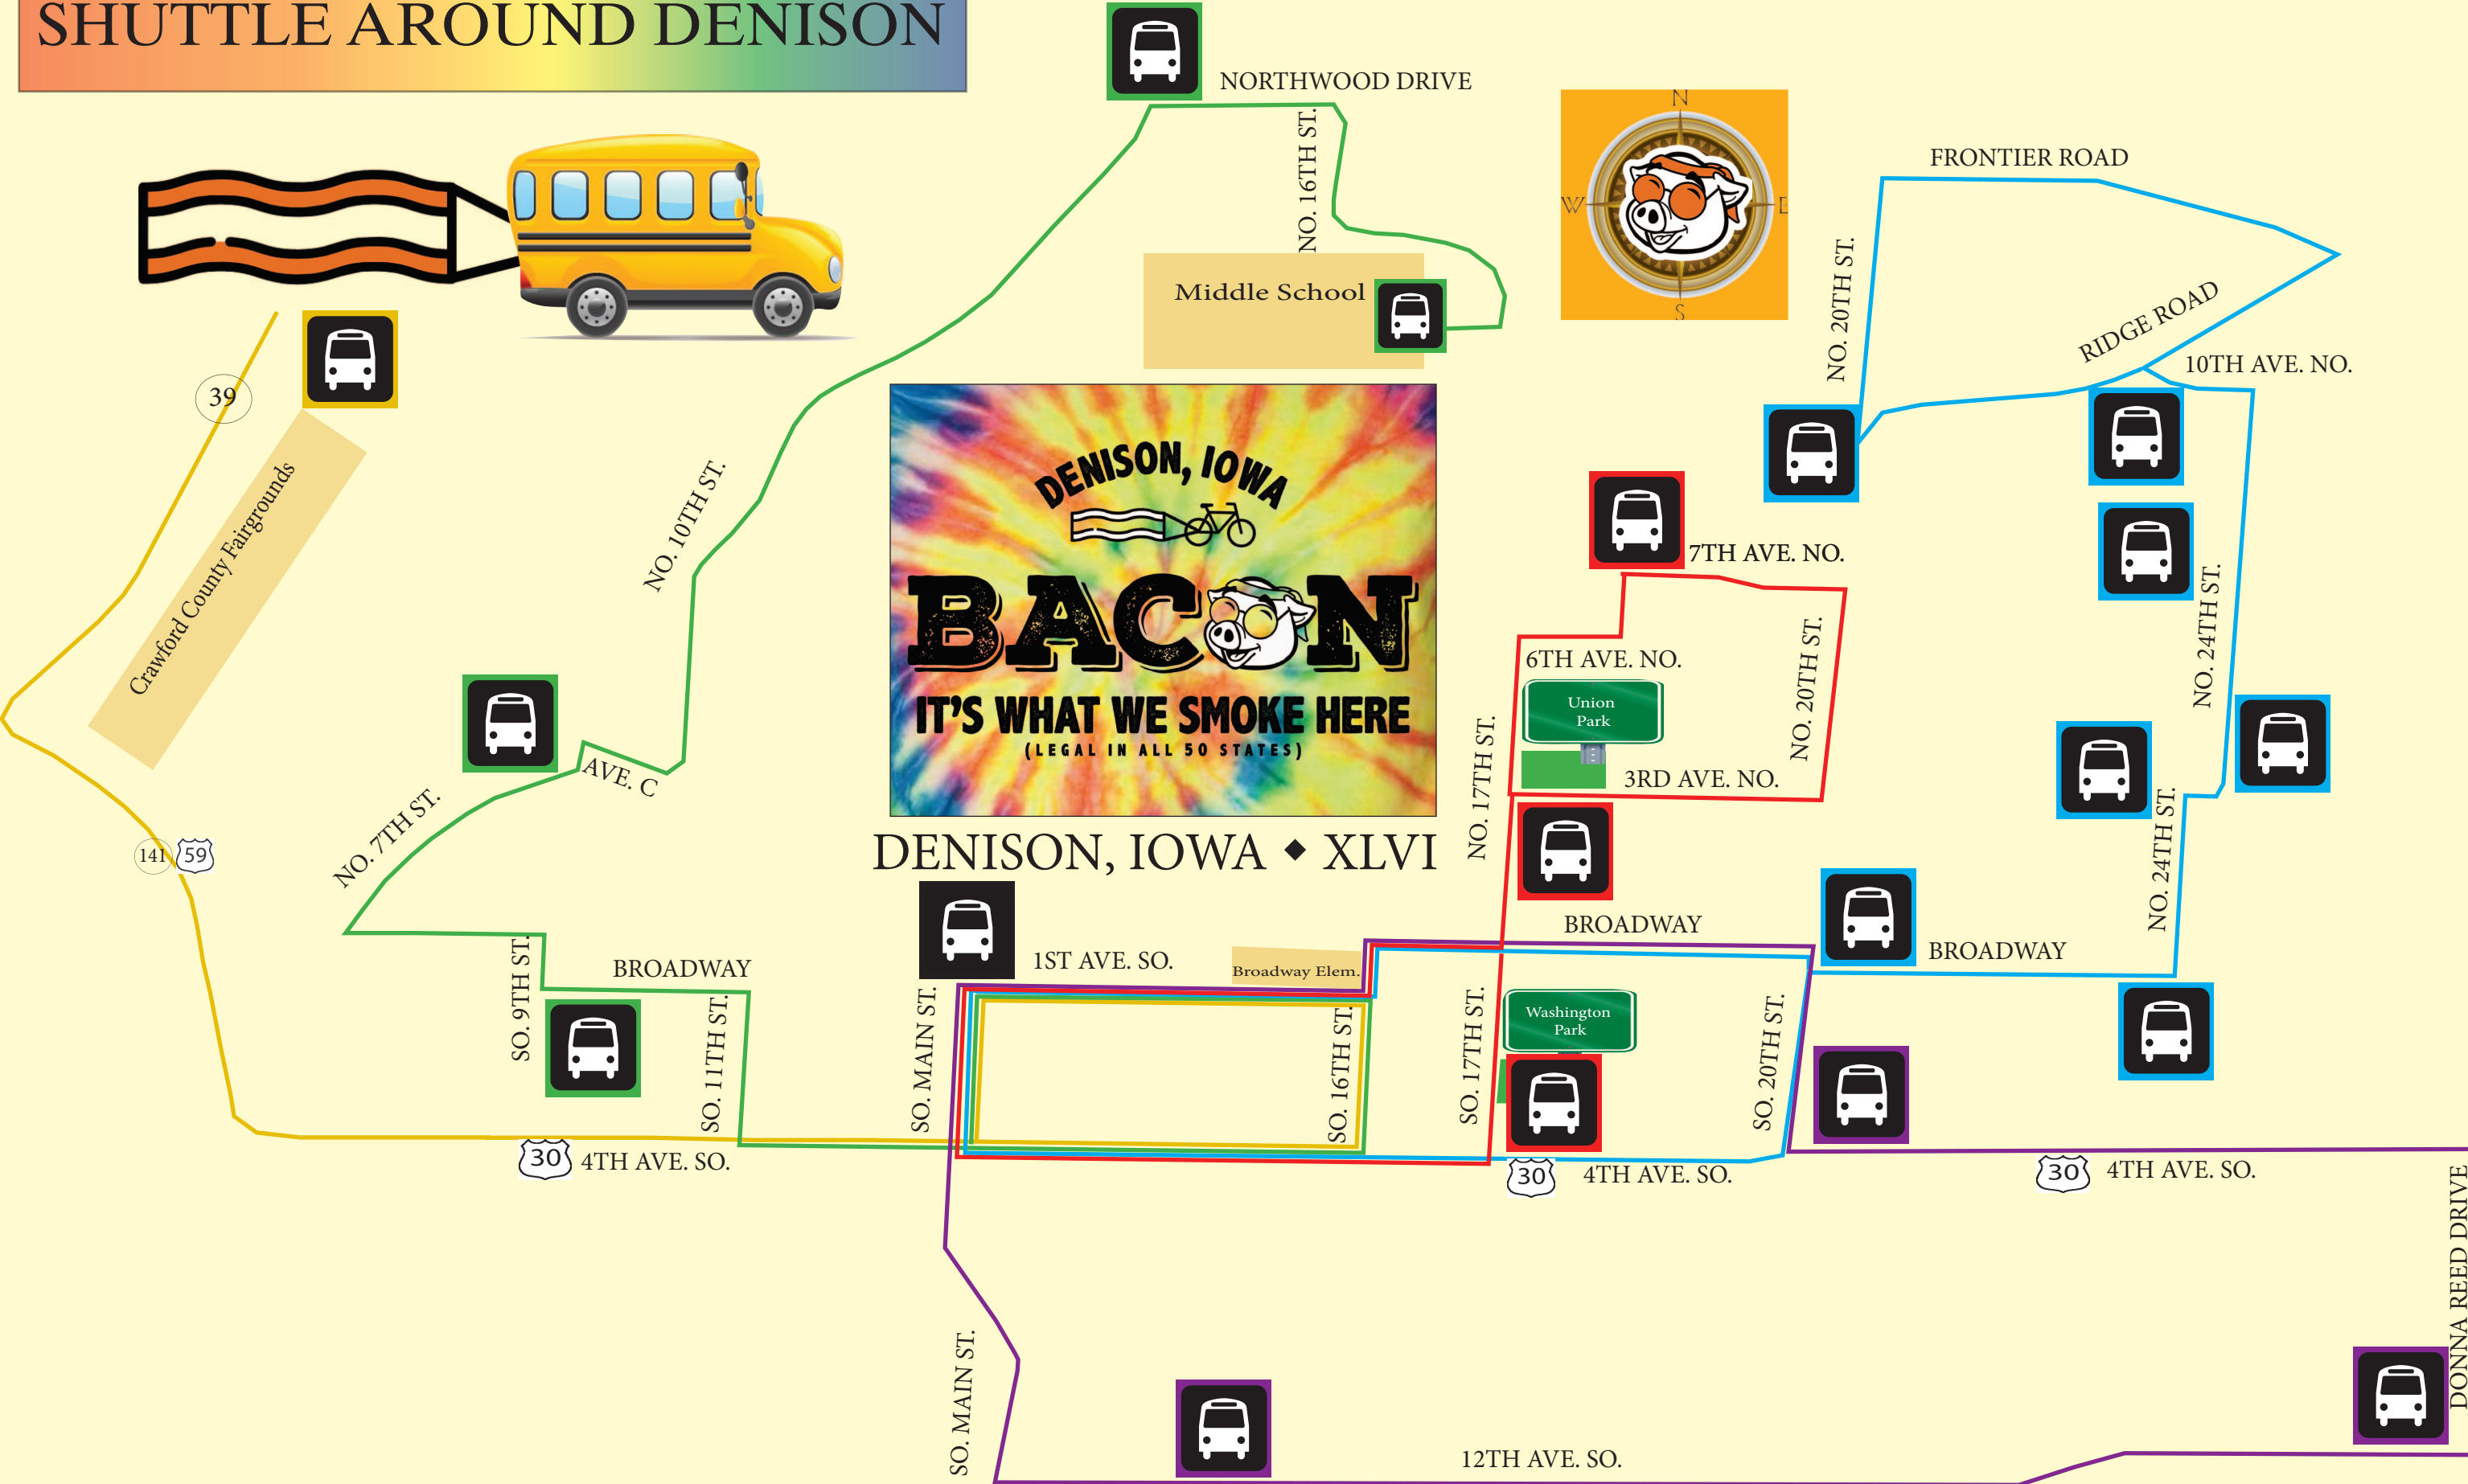 SHUTTLE AROUND DENISON
NORTHWOOD DRIVE
NO. 16TH ST.
Middle School
N
W
E
S
FRONTIER ROAD
NO. 20TH ST.
RIDGE ROAD
10TH AVE. NO.
39
Crawford County Fairgrounds
NO. 10TH ST.
DENISON, IOWA
BACON
IT'S WHAT WE SMOKE HERE
(LEGAL IN ALL 50 STATES)
DENISON, IOWA ◆ XLVI
7TH AVE. NO.
6TH AVE. NO.
Union
Park
NO. 20TH ST.
3RD AVE. NO.
NO. 17TH ST.
NO. 24TH ST.
NO. 24TH ST.
AVE. C
NO. 7TH ST.
141
59
SO. 9TH ST.
BROADWAY
SO. 11TH ST.
SO. MAIN ST.
1ST AVE. SO.
Broadway Elem.
SO. 16TH ST.
BROADWAY
BROADWAY
SO. 17TH ST.
Washington
Park
SO. 20TH ST.
30
4TH AVE. SO.
30
4TH AVE. SO.
30
4TH AVE. SO.
DONNA REED DRIVE
SO. MAIN ST.
12TH AVE. SO.